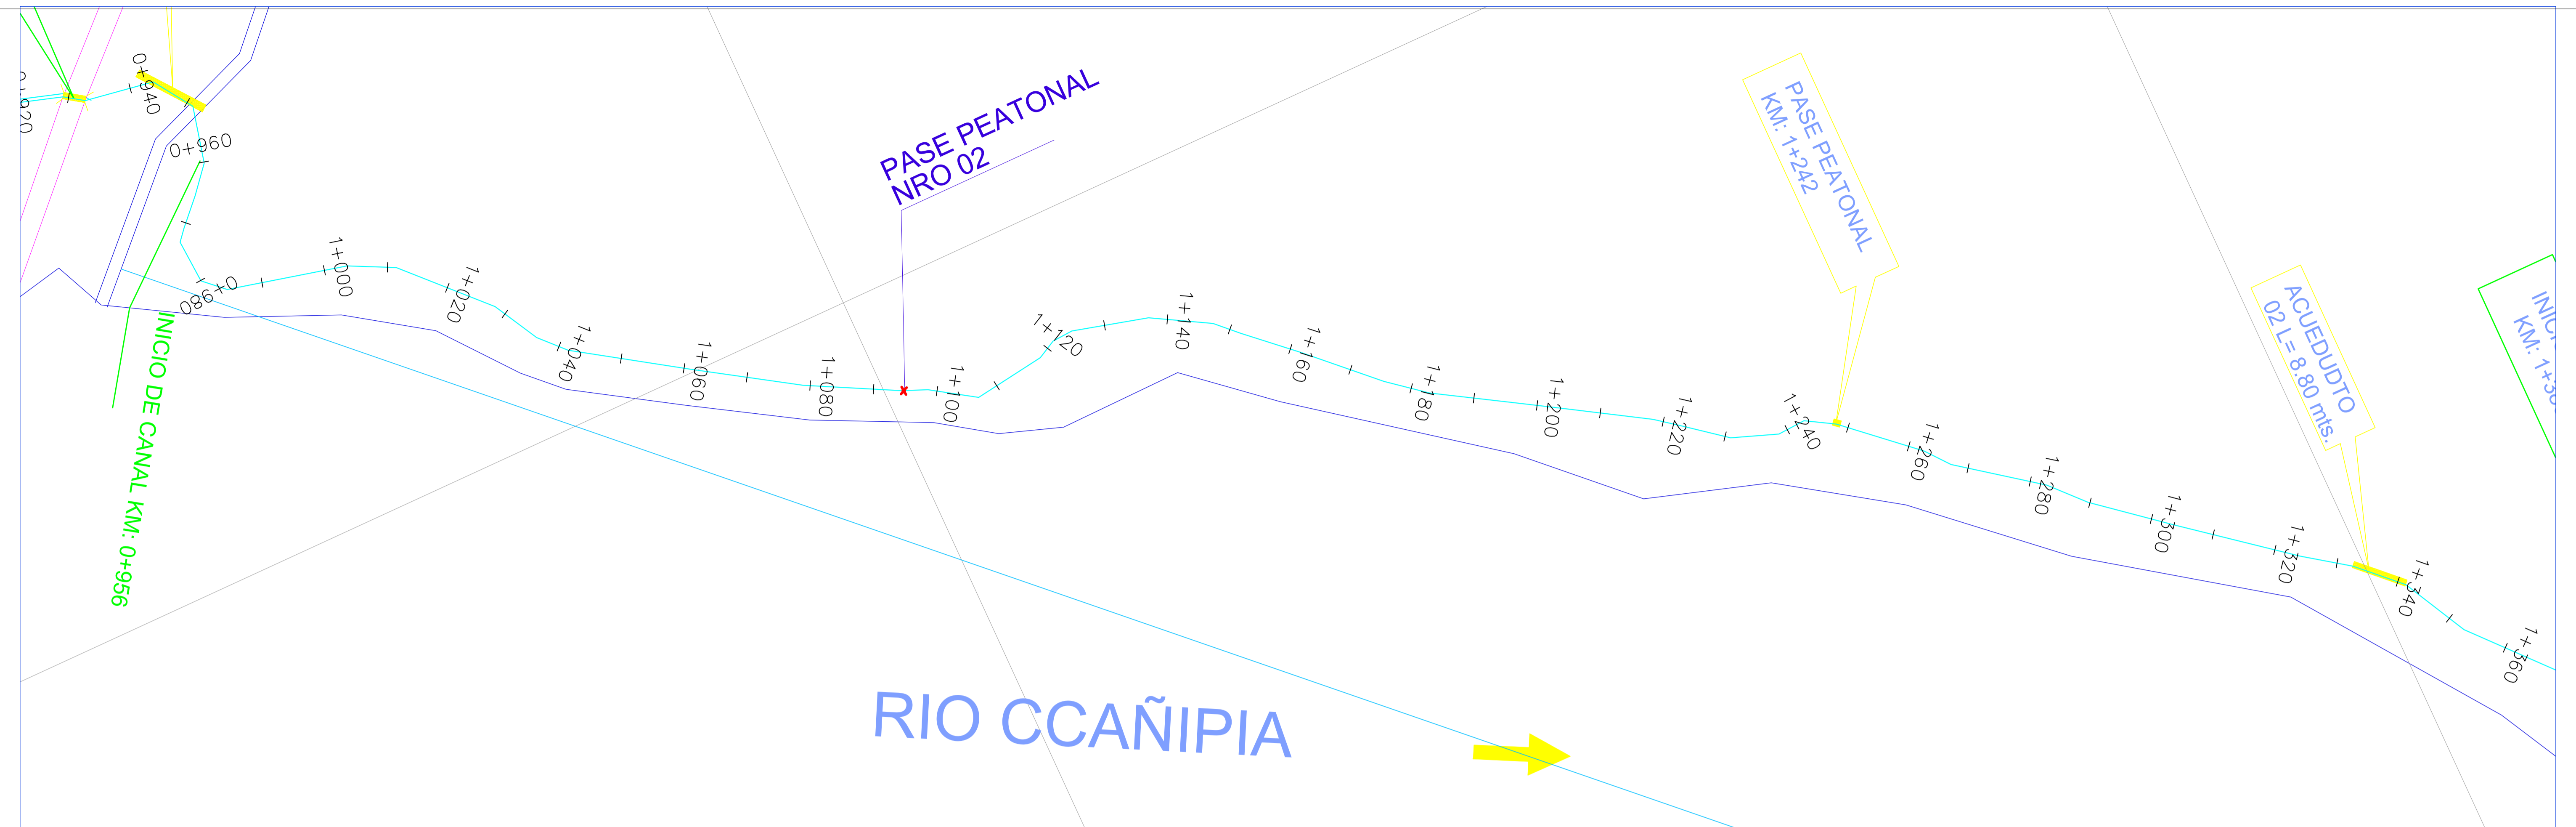 0+940
0+960
0+980
1+000
1+020
1+040
1+060
1+080
PASE PEATONAL
NRO 02
1+100
1+120
1+140
1+160
1+180
1+200
1+220
1+240
PASE PEATONAL
KM: 1+242
1+260
1+280
1+300
1+320
ACUEDUDTO
02 L= 8.80 mts.
1+340
1+360
INICIO DE CANAL KM: 0+956
RIO CCAÑIPIA